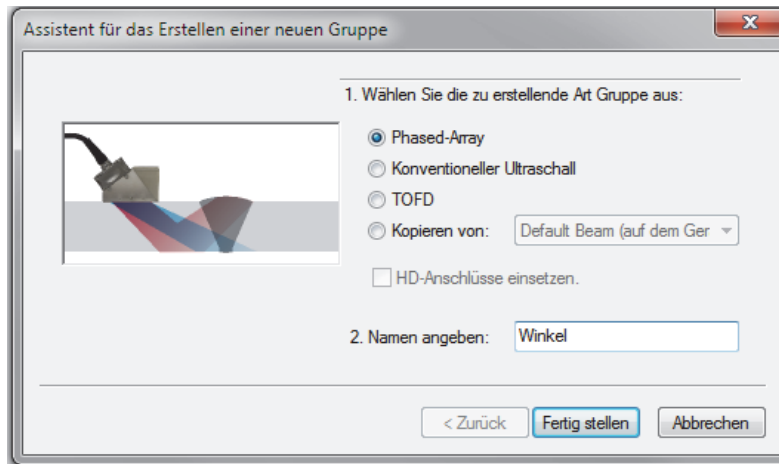 Assistent für das Erstellen einer neuen Gruppe
1. Wählen Sie die zu erstellende Art Gruppe aus:
Phased-Array
Konventioneller Ultraschall
TOFD
Kopieren von: Default Beam (auf dem Ger
HD-Anschlüsse einsetzen.
2. Namen angeben: Winkel
< Zurück Fertig stellen Abbrechen